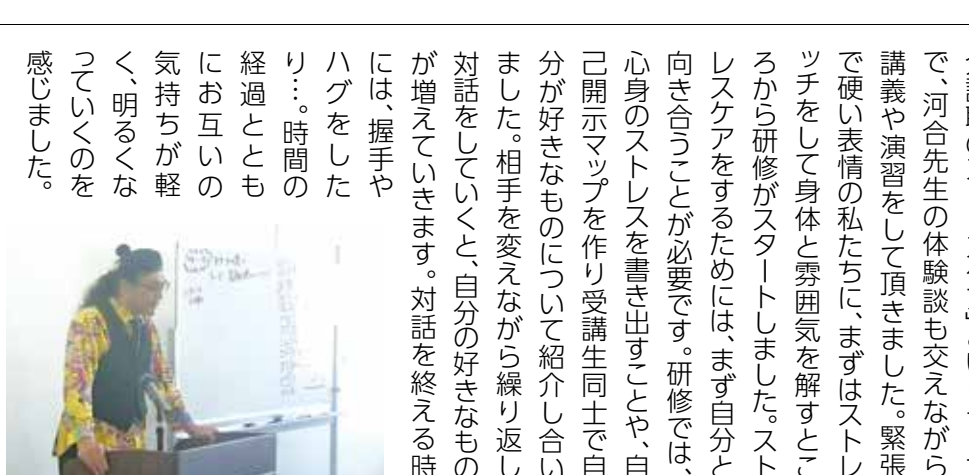 で、河合先生の体験談も交えながら
講義や演習をして頂きました。緊張
で硬い表情の私たちに、まずはストレ
ッチをして身体と雰囲気を解すとこ
ろから研修がスタートしました。スト
レスケアをするためには、まず自分と
向き合うことが必要です。研修では、
心身のストレスを書き出すことや、自
己開示マップを作り受講生同士で自
分が好きなものについて紹介し合い
ました。相手を変えながら繰り返し
対話をしていくと、自分の好きなもの
が増えていきます。対話を終える時
には、握手や
ハグをした
り…。時間の
経過ととも
にお互いの
気持ちが軽
く、明るくな
っていくのを
感じました。